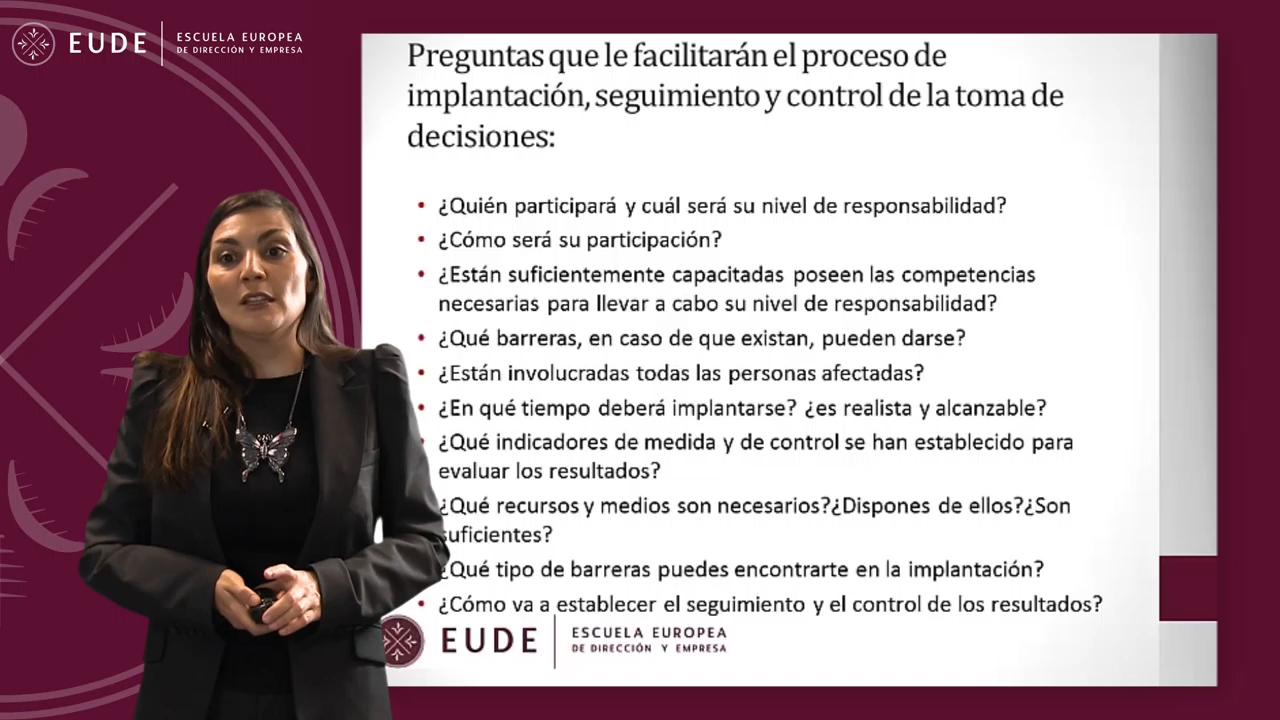 EUDE
ESCUELA EUROPEA
DE DIRECCIÓN Y EMPRESA
Preguntas que le facilitarán el proceso de
implantación, seguimiento y control de la toma de
decisiones:
• ¿Quién participará y cuál será su nivel de responsabilidad?
• ¿Cómo será su participación?
• ¿Están suficientemente capacitadas poseen las competencias
necesarias para llevar a cabo su nivel de responsabilidad?
• ¿Qué barreras, en caso de que existan, pueden darse?
• ¿Están involucradas todas las personas afectadas?
• ¿En qué tiempo deberá implantarse? ¿es realista y alcanzable?
• ¿Qué indicadores de medida y de control se han establecido para
evaluar los resultados?
¿Qué recursos y medios son necesarios?¿Dispones de ellos?¿Son
suficientes?
¿Qué tipo de barreras puedes encontrarte en la implantación?
• ¿Cómo va a establecer el seguimiento y el control de los resultados?
EUDE
ESCUELA EUROPEA
DE DIRECCIÓN Y EMPRESA